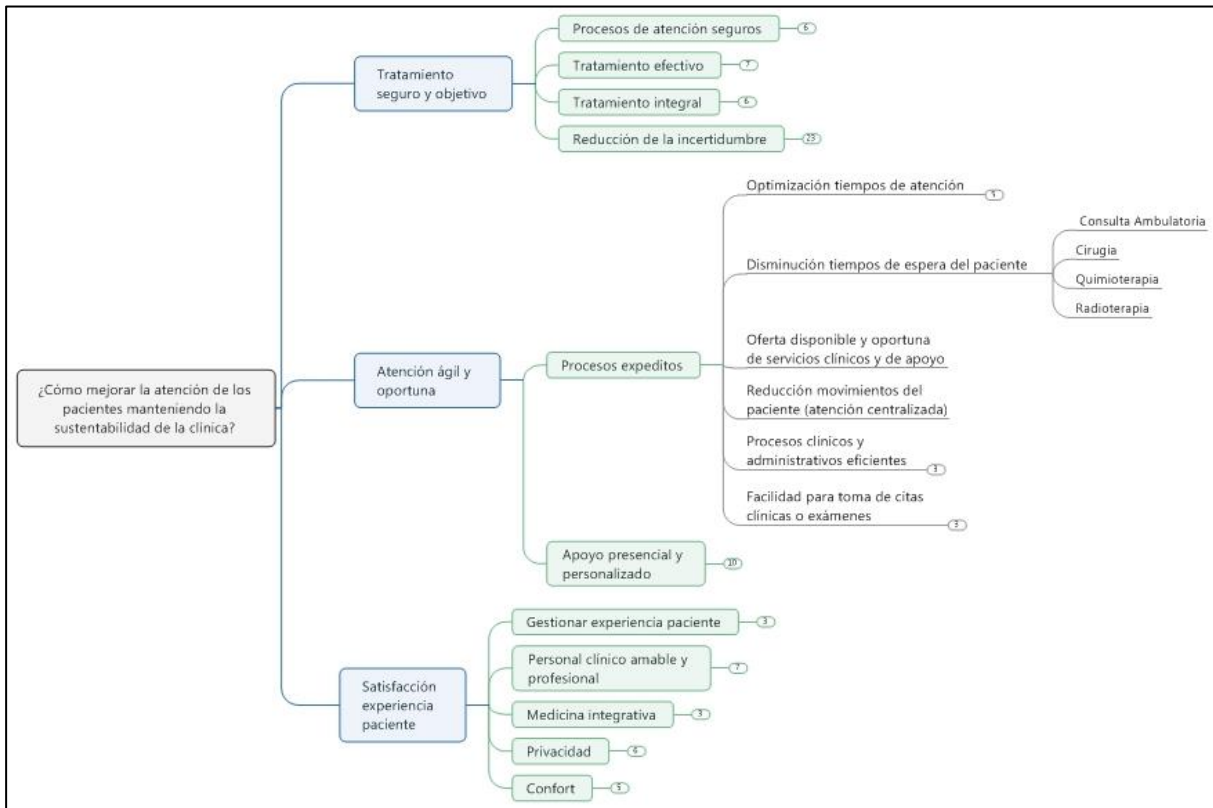 ¿Cómo mejorar la atención de los
pacientes manteniendo la
sustentabilidad de la clínica?
Tratamiento
seguro y objetivo
Procesos de atención seguros
6
Tratamiento efectivo
7
Tratamiento integral
6
Reducción de la incertidumbre
23
Atención ágil y
oportuna
Procesos expeditos
Optimización tiempos de atención
Disminución tiempos de espera del paciente
Consulta Ambulatoria
Cirugía
Quimioterapia
Radioterapia
Oferta disponible y oportuna
de servicios clínicos y de apoyo
Reducción movimientos del
paciente (atención centralizada)
Procesos clínicos y
administrativos eficientes
3
Facilidad para toma de citas
clínicas o exámenes
3
Apoyo presencial y
personalizado
10
Satisfacción
experiencia
paciente
Gestionar experiencia paciente
3
Personal clínico amable y
profesional
7
Medicina integrativa
3
Privacidad
6
Confort